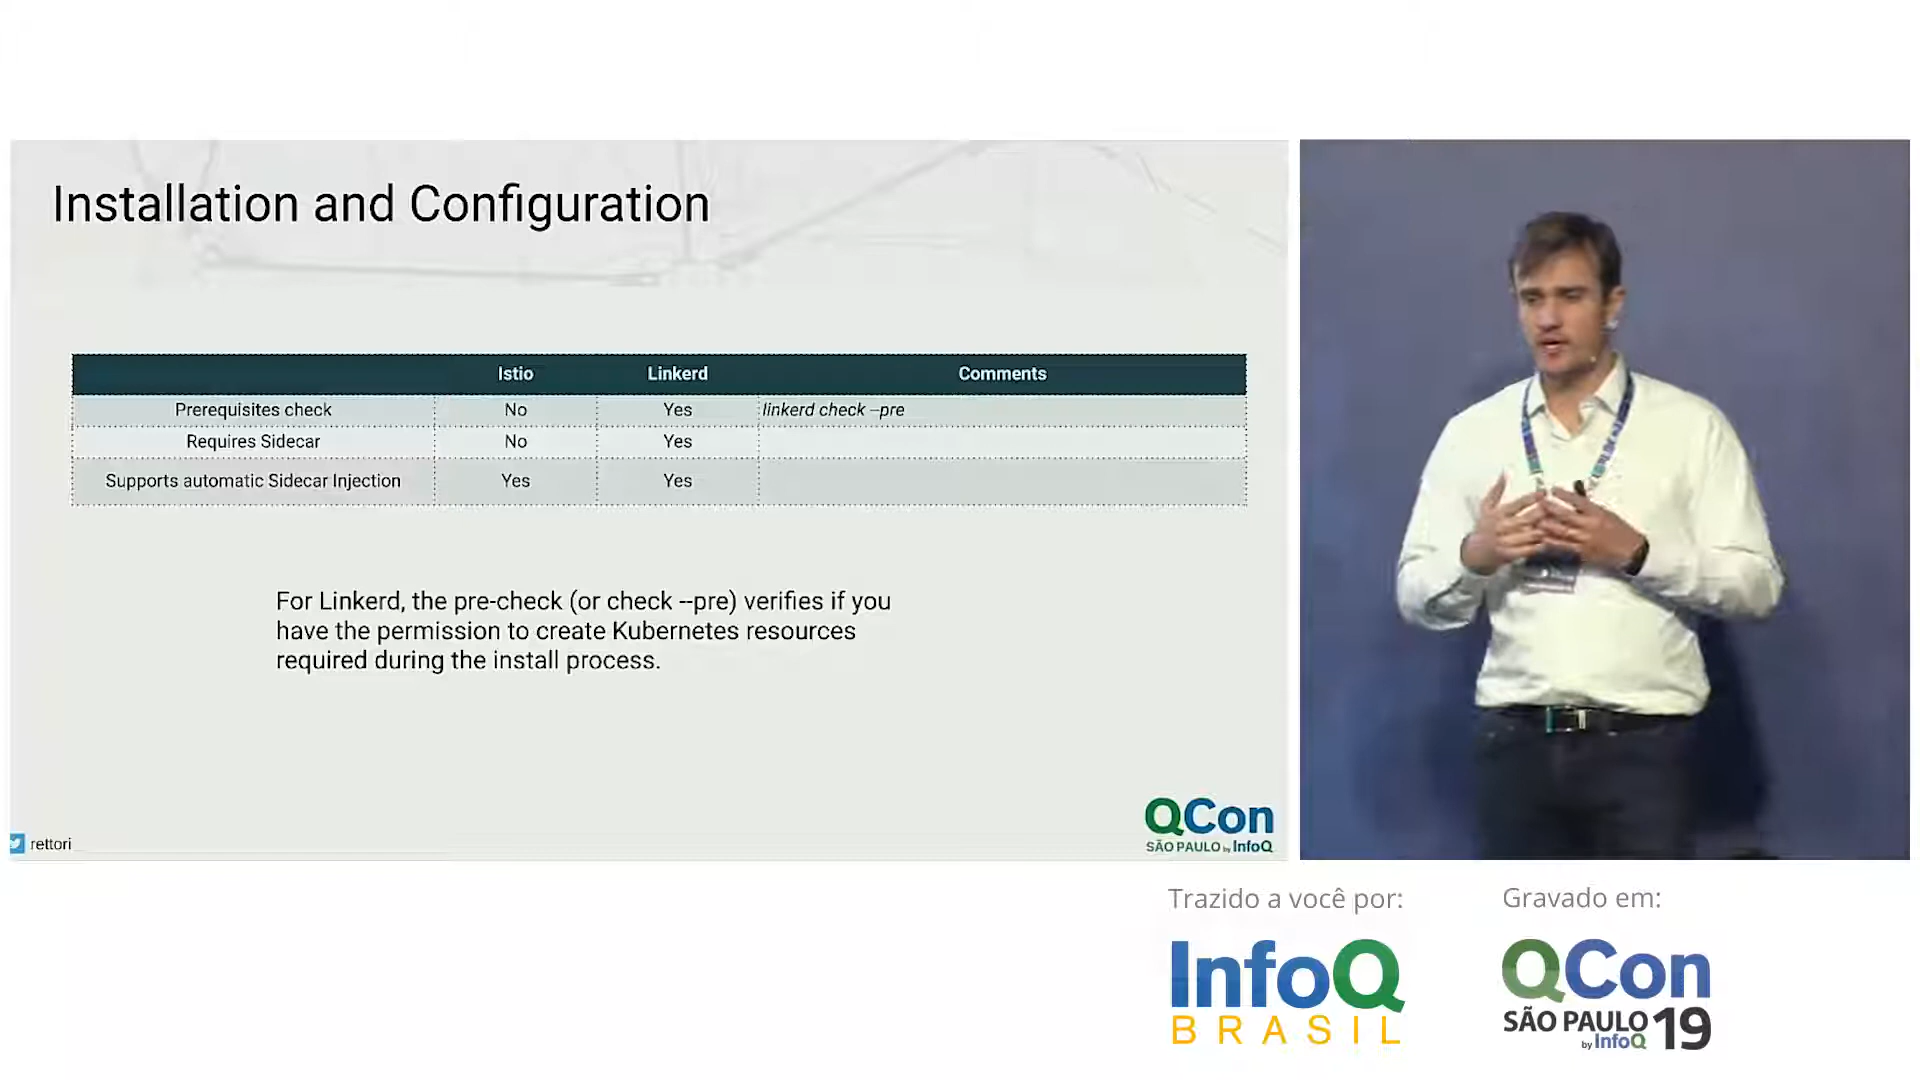 Installation and Configuration
Istio Linkerd Comments
Prerequisites check No Yes linkerd check –pre
Requires Sidecar No Yes
Supports automatic Sidecar Injection Yes Yes
For Linkerd, the pre-check (or check --pre) verifies if you
have the permission to create Kubernetes resources
required during the install process.
rettori
QCon
SÃO PAULO by InfoQ
Trazido a você por:
InfoQ
BRASIL
Gravado em:
QCon
SÃO PAULO 19
by InfoQ